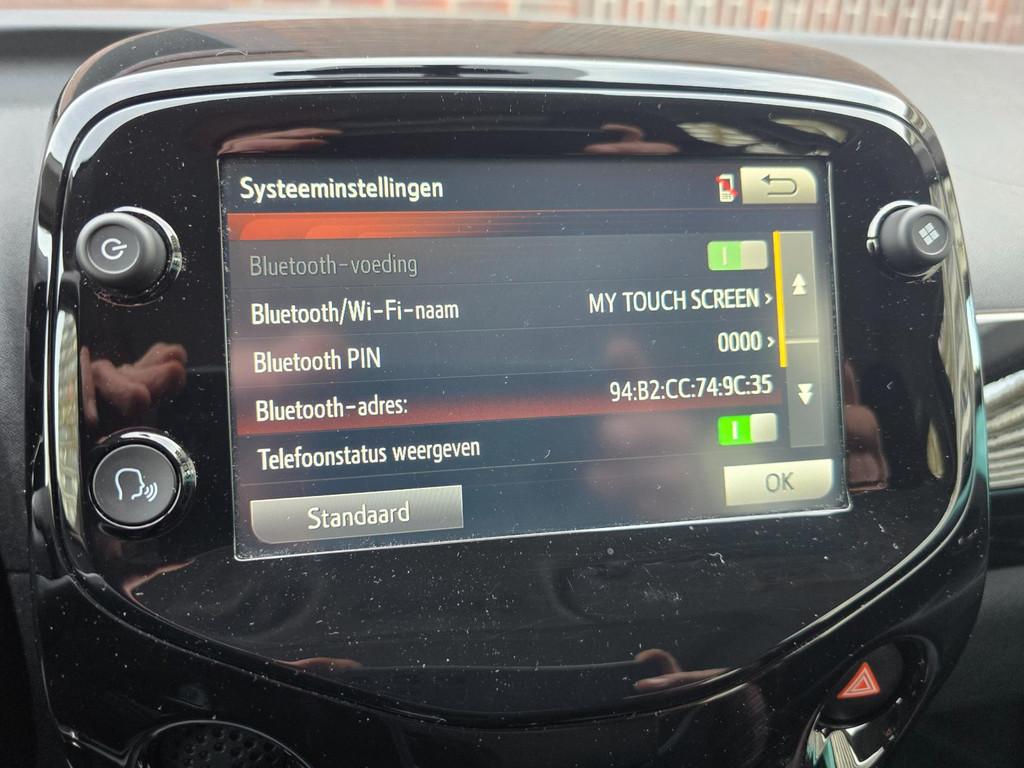 Systeeminstellingen
Bluetooth-voeding
Bluetooth/Wi-Fi-naam MY TOUCH SCREEN >
Bluetooth PIN 0000 >
Bluetooth-adres: 94:B2:CC:74:9C:35
Telefoonstatus weergeven
Standaard OK